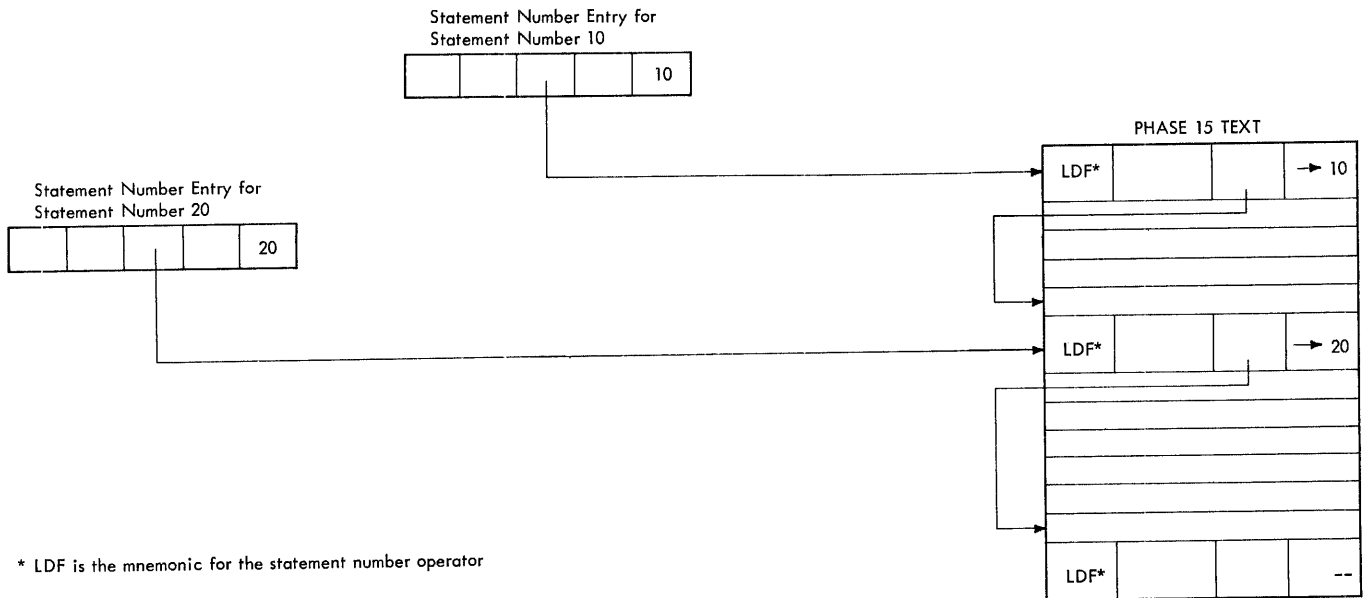 Statement Number Entry for
Statement Number 10
10
PHASE 15 TEXT
LDF* → 10
Statement Number Entry for
Statement Number 20
20
LDF* → 20
* LDF is the mnemonic for the statement number operator
LDF* --